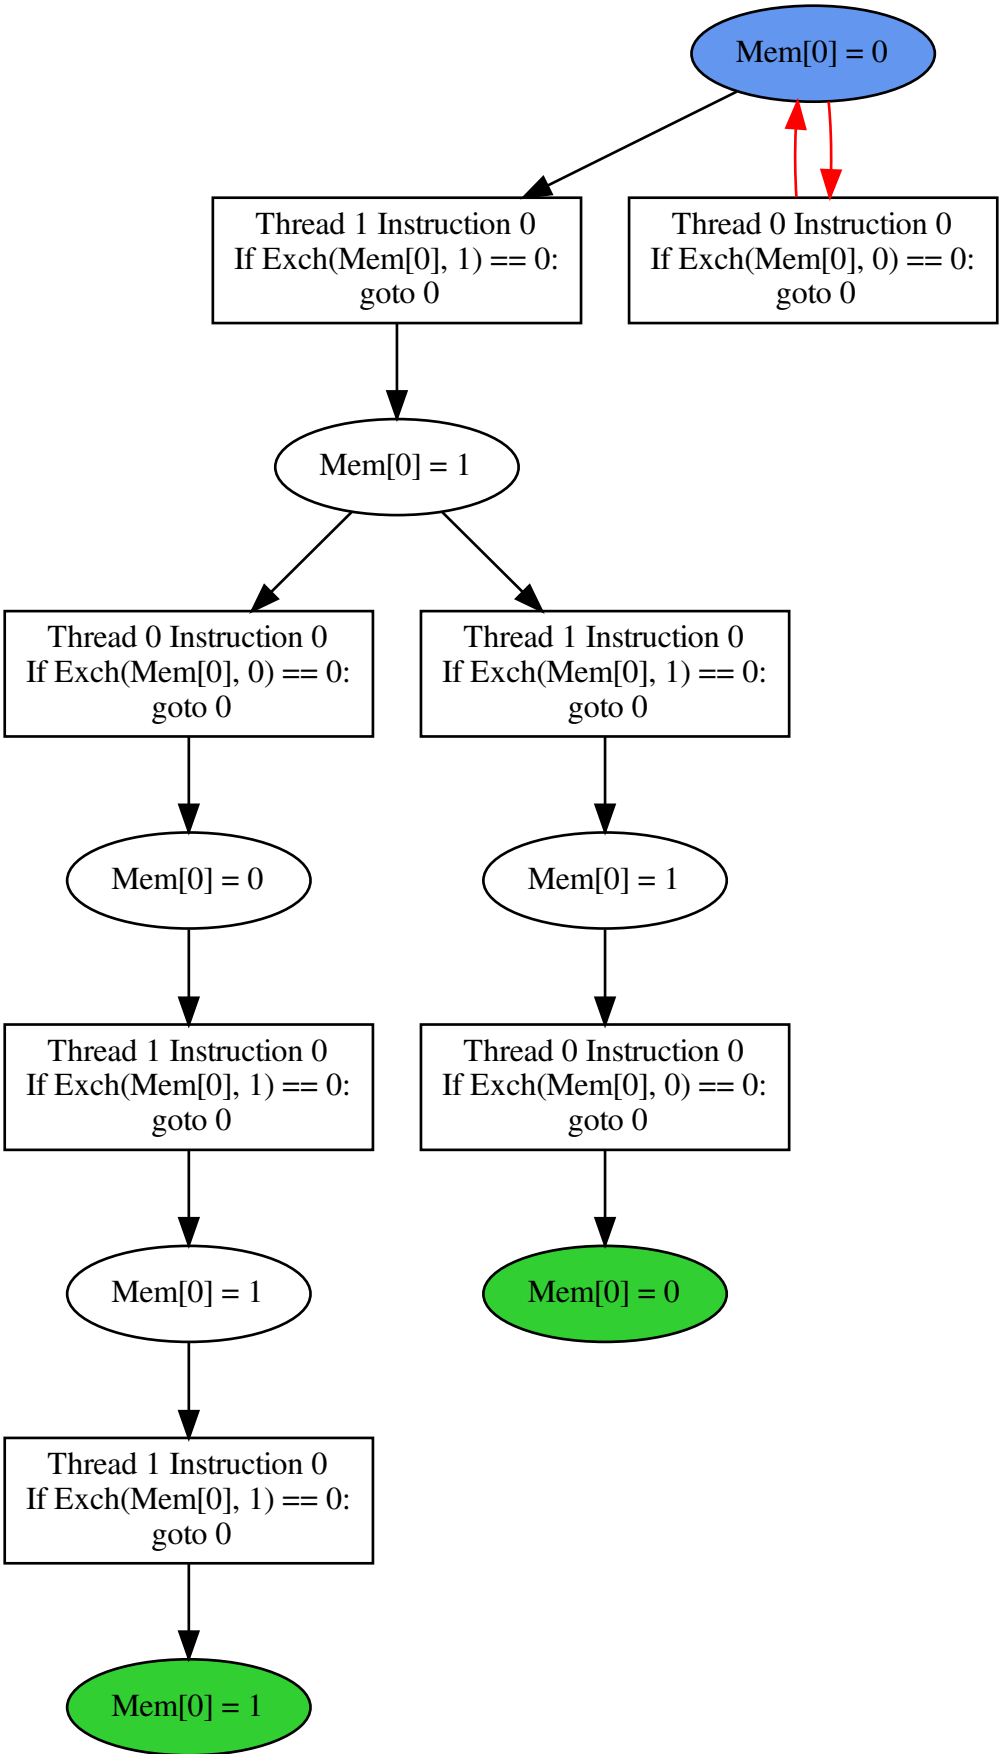 Mem[0] = 0
Thread 1 Instruction 0
If Exch(Mem[0], 1) == 0:
goto 0
Thread 0 Instruction 0
If Exch(Mem[0], 0) == 0:
goto 0
Mem[0] = 1
Thread 0 Instruction 0
If Exch(Mem[0], 0) == 0:
goto 0
Thread 1 Instruction 0
If Exch(Mem[0], 1) == 0:
goto 0
Mem[0] = 0
Mem[0] = 1
Thread 1 Instruction 0
If Exch(Mem[0], 1) == 0:
goto 0
Thread 0 Instruction 0
If Exch(Mem[0], 0) == 0:
goto 0
Mem[0] = 1
Mem[0] = 0
Thread 1 Instruction 0
If Exch(Mem[0], 1) == 0:
goto 0
Mem[0] = 1